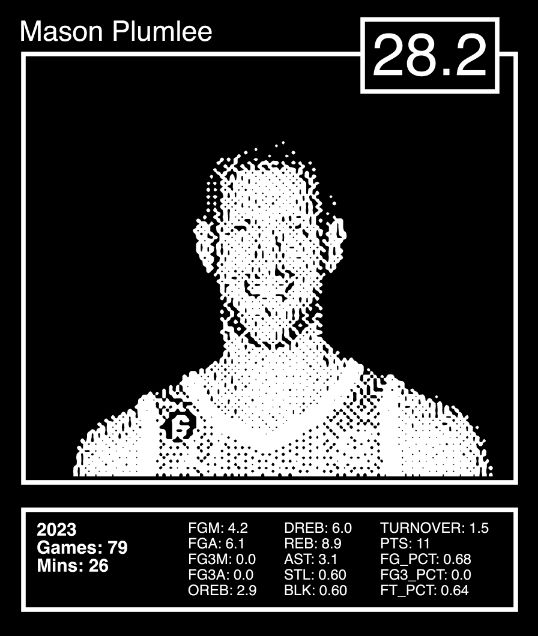 Mason Plumlee
28.2
6
2023
Games: 79
Mins: 26
FGM: 4.2
FGA: 6.1
FG3M: 0.0
FG3A: 0.0
OREB: 2.9
DREB: 6.0
REB: 8.9
AST: 3.1
STL: 0.60
BLK: 0.60
TURNOVER: 1.5
PTS: 11
FG_PCT: 0.68
FG3_PCT: 0.0
FT_PCT: 0.64